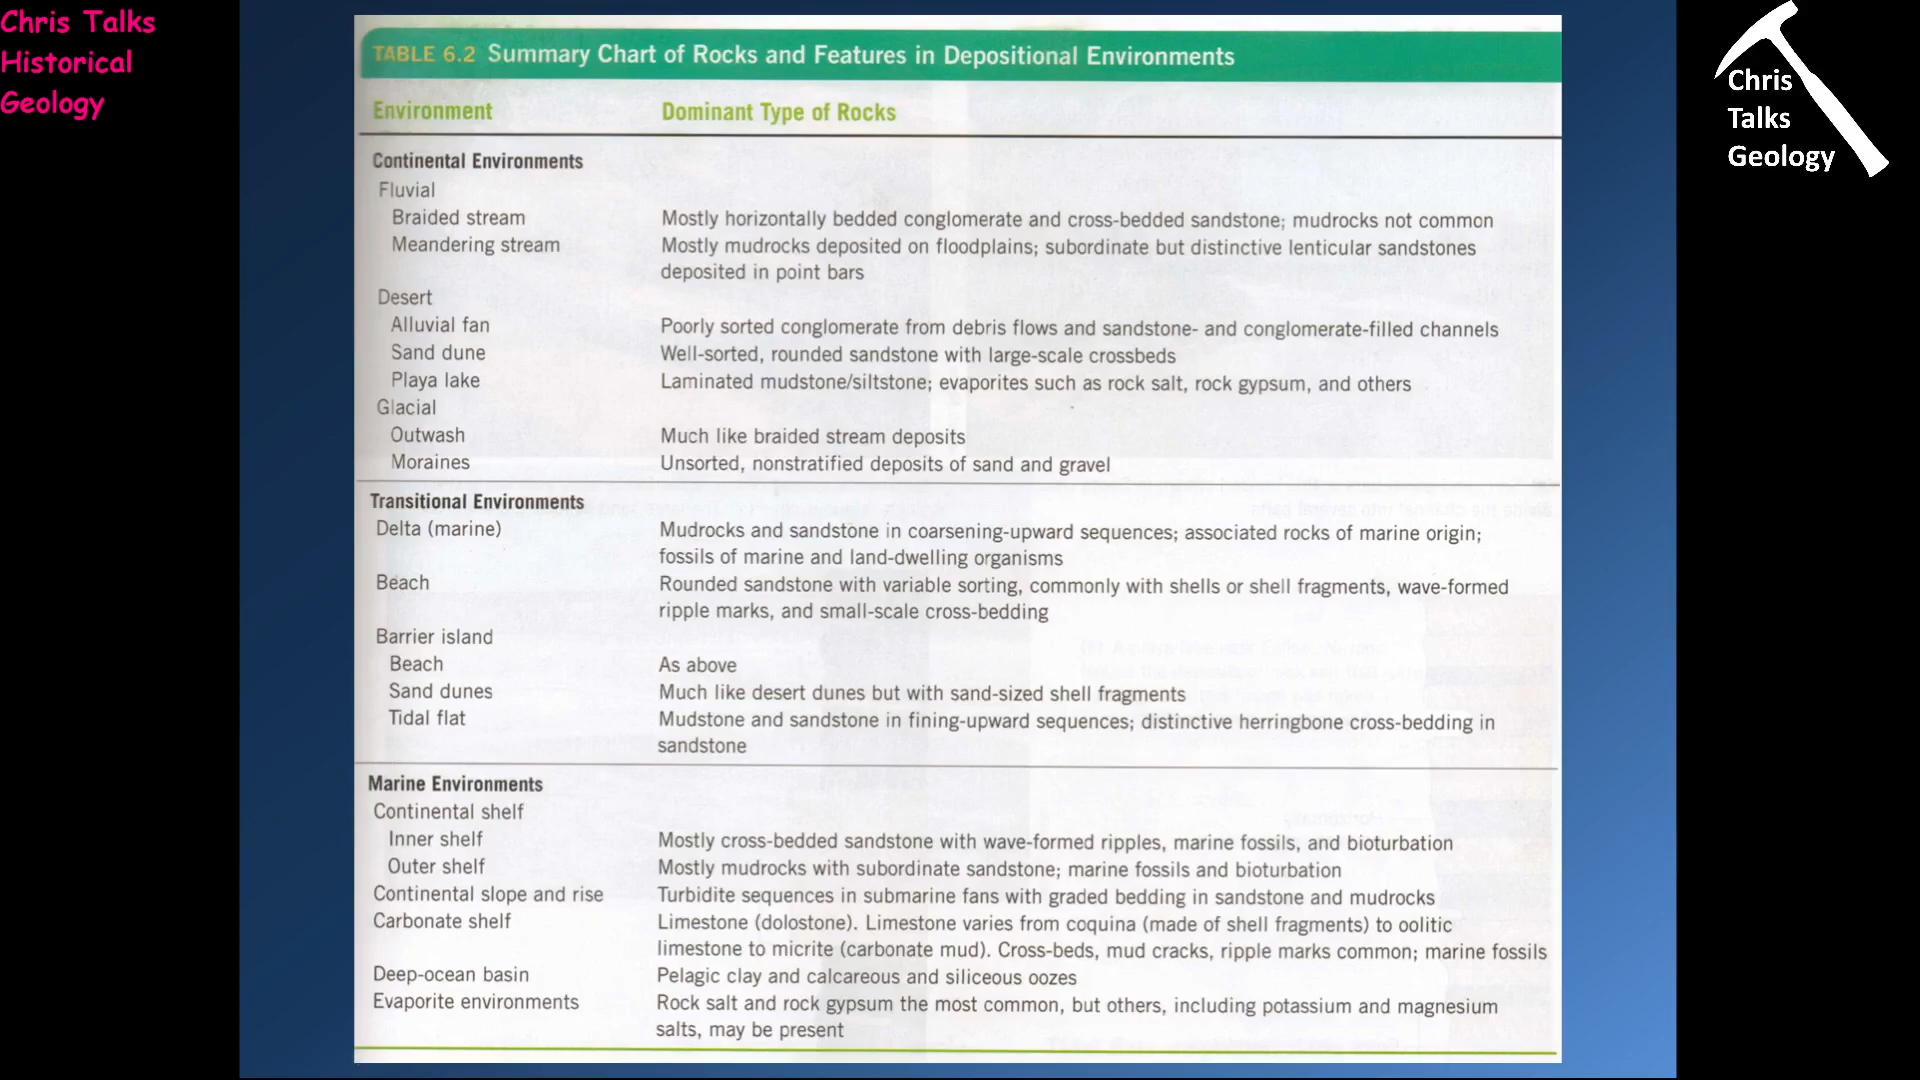 Chris Talks
Historical
Geology
Chris
Talks
Geology
TABLE 6.2 Summary Chart of Rocks and Features in Depositional Environments
Environment Dominant Type of Rocks
Continental Environments
Fluvial
Braided stream Mostly horizontally bedded conglomerate and cross-bedded sandstone; mudrocks not common
Meandering stream Mostly mudrocks deposited on floodplains; subordinate but distinctive lenticular sandstones
deposited in point bars
Desert
Alluvial fan Poorly sorted conglomerate from debris flows and sandstone- and conglomerate-filled channels
Sand dune Well-sorted, rounded sandstone with large-scale crossbeds
Playa lake Laminated mudstone/siltstone; evaporites such as rock salt, rock gypsum, and others
Glacial
Outwash Much like braided stream deposits
Moraines Unsorted, nonstratified deposits of sand and gravel
Transitional Environments
Delta (marine) Mudrocks and sandstone in coarsening-upward sequences; associated rocks of marine origin;
fossils of marine and land-dwelling organisms
Beach Rounded sandstone with variable sorting, commonly with shells or shell fragments, wave-formed
ripple marks, and small-scale cross-bedding
Barrier island
Beach As above
Sand dunes Much like desert dunes but with sand-sized shell fragments
Tidal flat Mudstone and sandstone in fining-upward sequences; distinctive herringbone cross-bedding in
sandstone
Marine Environments
Continental shelf
Inner shelf Mostly cross-bedded sandstone with wave-formed ripples, marine fossils, and bioturbation
Outer shelf Mostly mudrocks with subordinate sandstone; marine fossils and bioturbation
Continental slope and rise Turbidite sequences in submarine fans with graded bedding in sandstone and mudrocks
Carbonate shelf Limestone (dolostone). Limestone varies from coquina (made of shell fragments) to oolitic
limestone to micrite (carbonate mud). Cross-beds, mud cracks, ripple marks common; marine fossils
Deep-ocean basin Pelagic clay and calcareous and siliceous oozes
Evaporite environments Rock salt and rock gypsum the most common, but others, including potassium and magnesium
salts, may be present